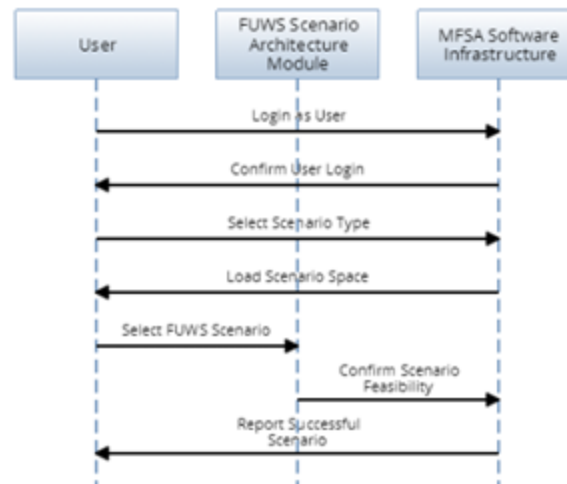 User
FUWS Scenario
Architecture
Module
MFSA Software
Infrastructure
Login as User
Confirm User Login
Select Scenario Type
Load Scenario Space
Select FUWS Scenario
Confirm Scenario
Feasibility
Report Successful
Scenario